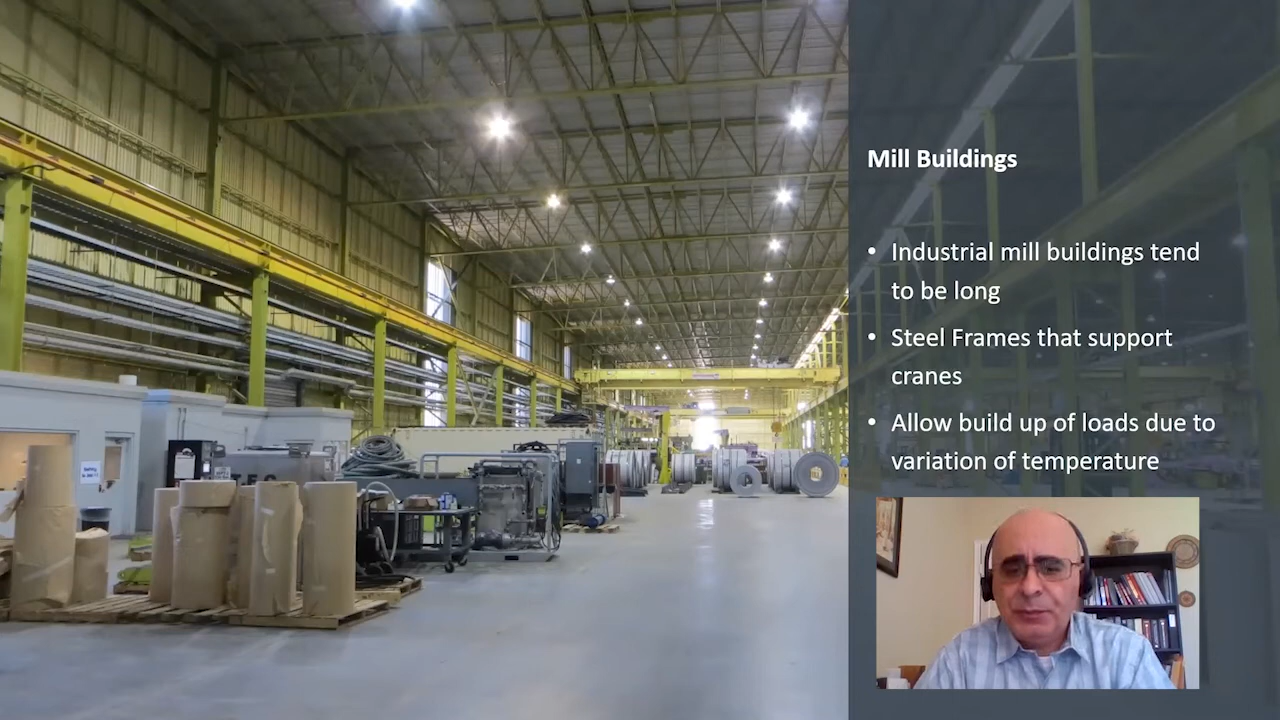 Mill Buildings
• Industrial mill buildings tend
to be long
• Steel Frames that support
cranes
• Allow build up of loads due to
variation of temperature